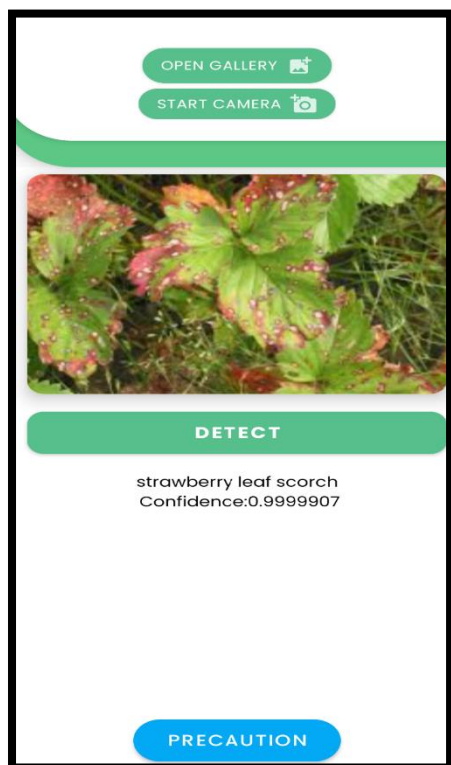 OPEN GALLERY
START CAMERA
DETECT
strawberry leaf scorch
Confidence:0.9999907
PRECAUTION